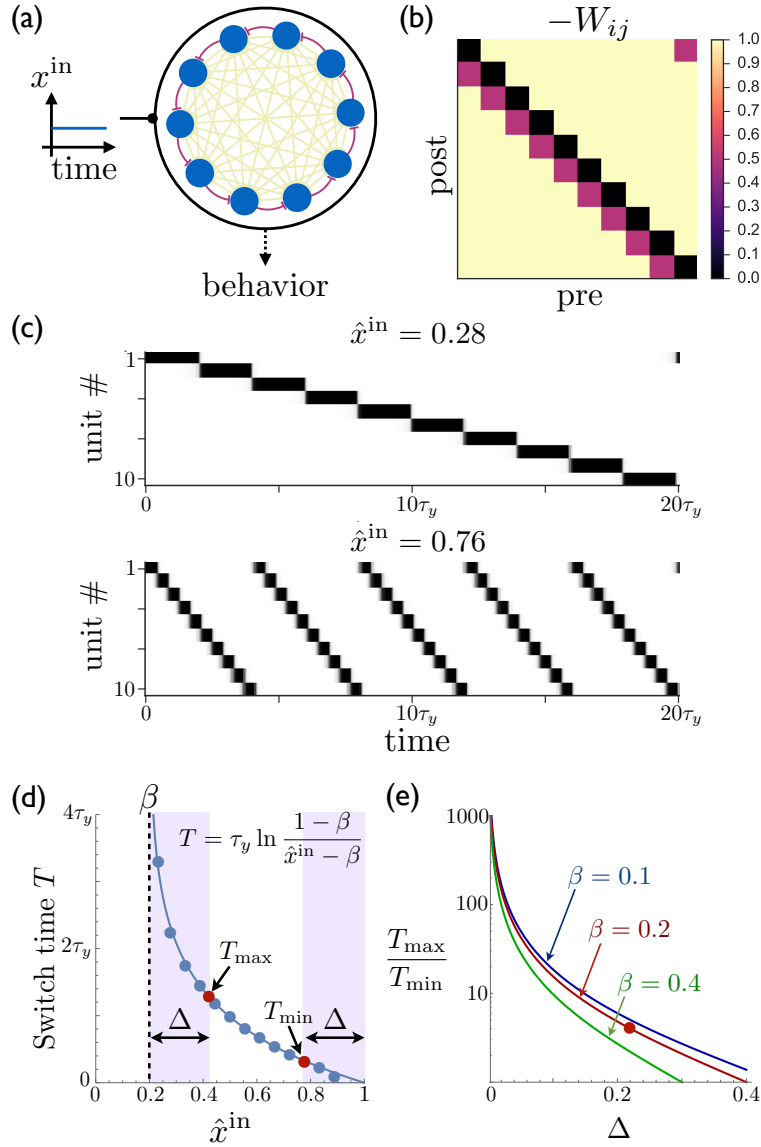 (a)
x^in
time
behavior
(b)
−W_ij
post
pre
1.0
0.9
0.8
0.7
0.6
0.5
0.4
0.3
0.2
0.1
0.0
(c)
x̂^in = 0.28
unit #
1
10
0 10τ_y 20τ_y
x̂^in = 0.76
unit #
1
10
0 10τ_y 20τ_y
time
(d)
β
4τ_y
T = τ_y ln (1 − β)/(x̂^in − β)
Switch time T
2τ_y
T_max
T_min
Δ Δ
0
0 0.2 0.4 0.6 0.8 1
x̂^in
(e)
1000
β = 0.1
100
β = 0.2
T_max/T_min
β = 0.4
10
0 0.2 0.4
Δ